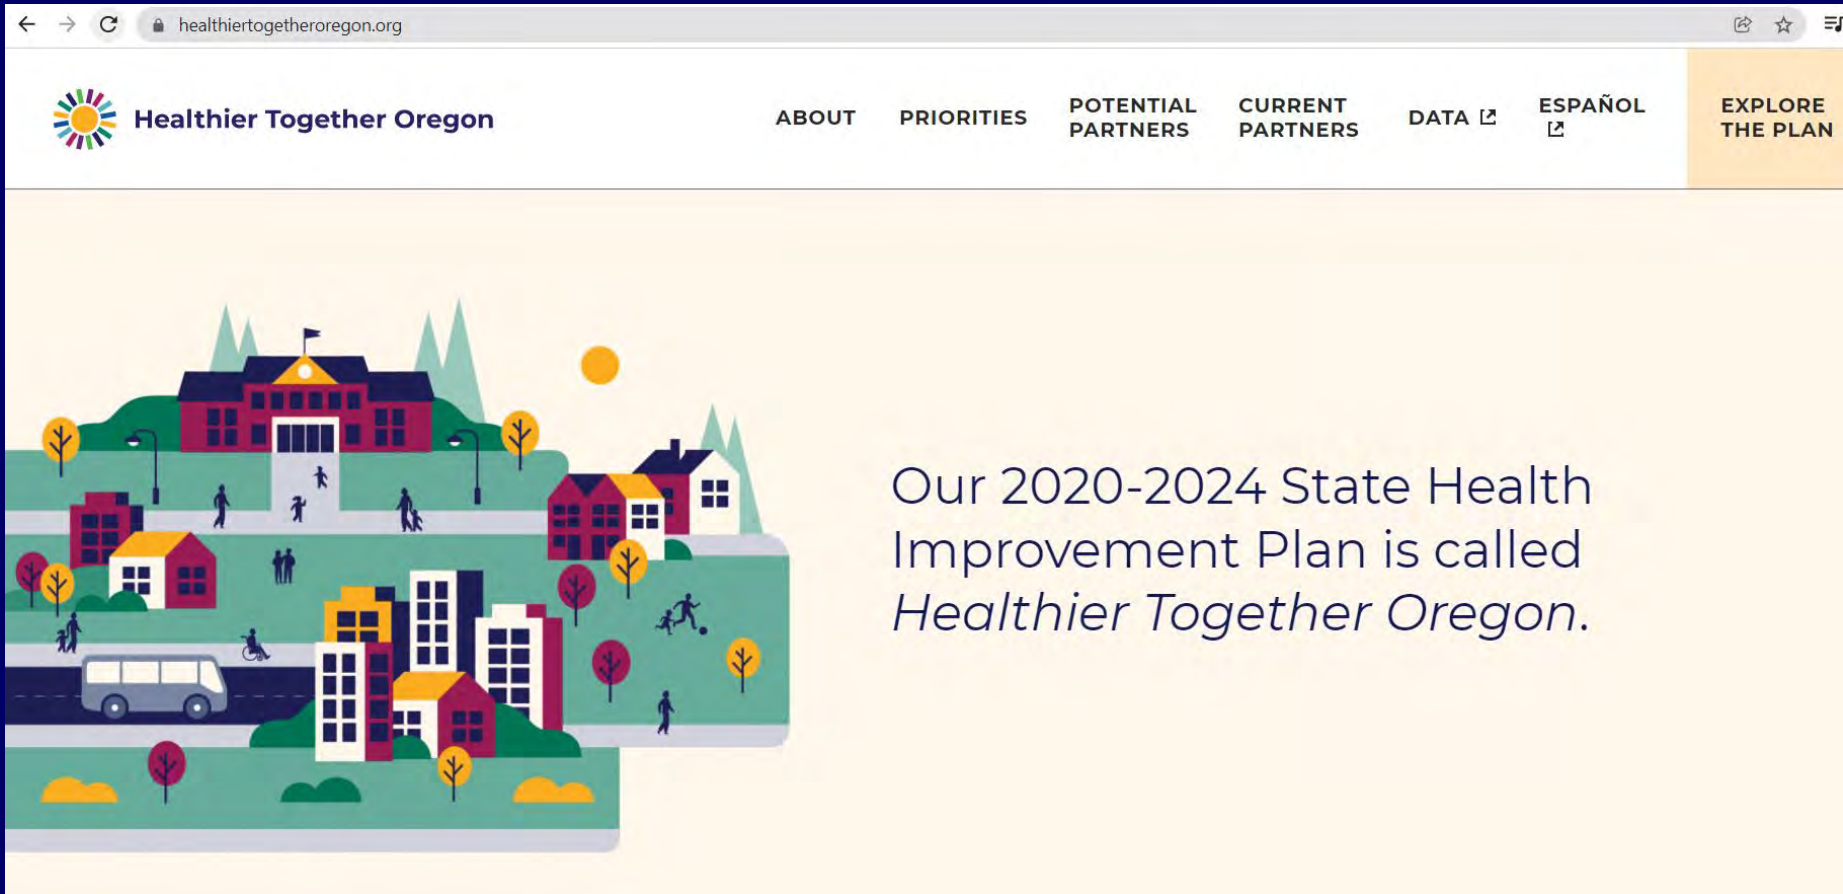 healthiertogetheroregon.org
Healthier Together Oregon
ABOUT
PRIORITIES
POTENTIAL
PARTNERS
CURRENT
PARTNERS
DATA
ESPAÑOL
EXPLORE
THE PLAN
Our 2020-2024 State Health
Improvement Plan is called
Healthier Together Oregon.